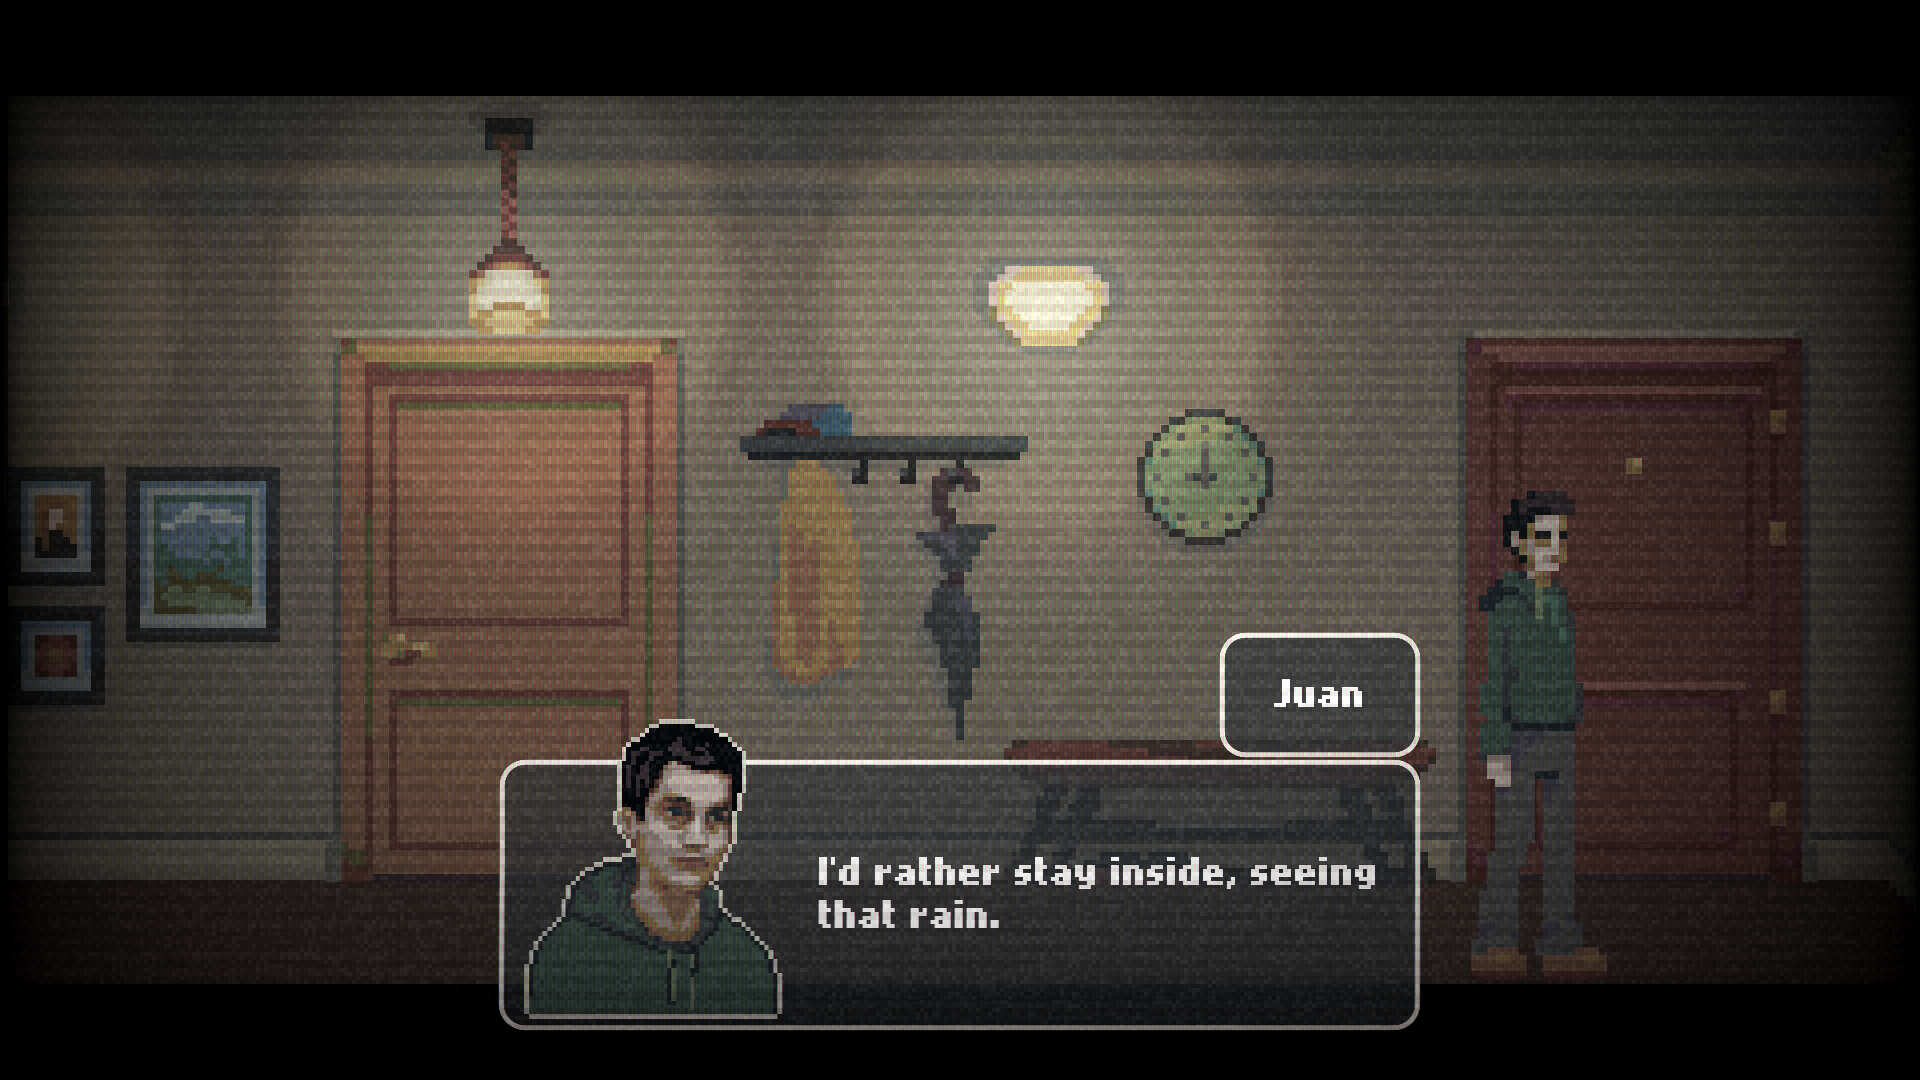 Juan
I'd rather stay inside, seeing
that rain.